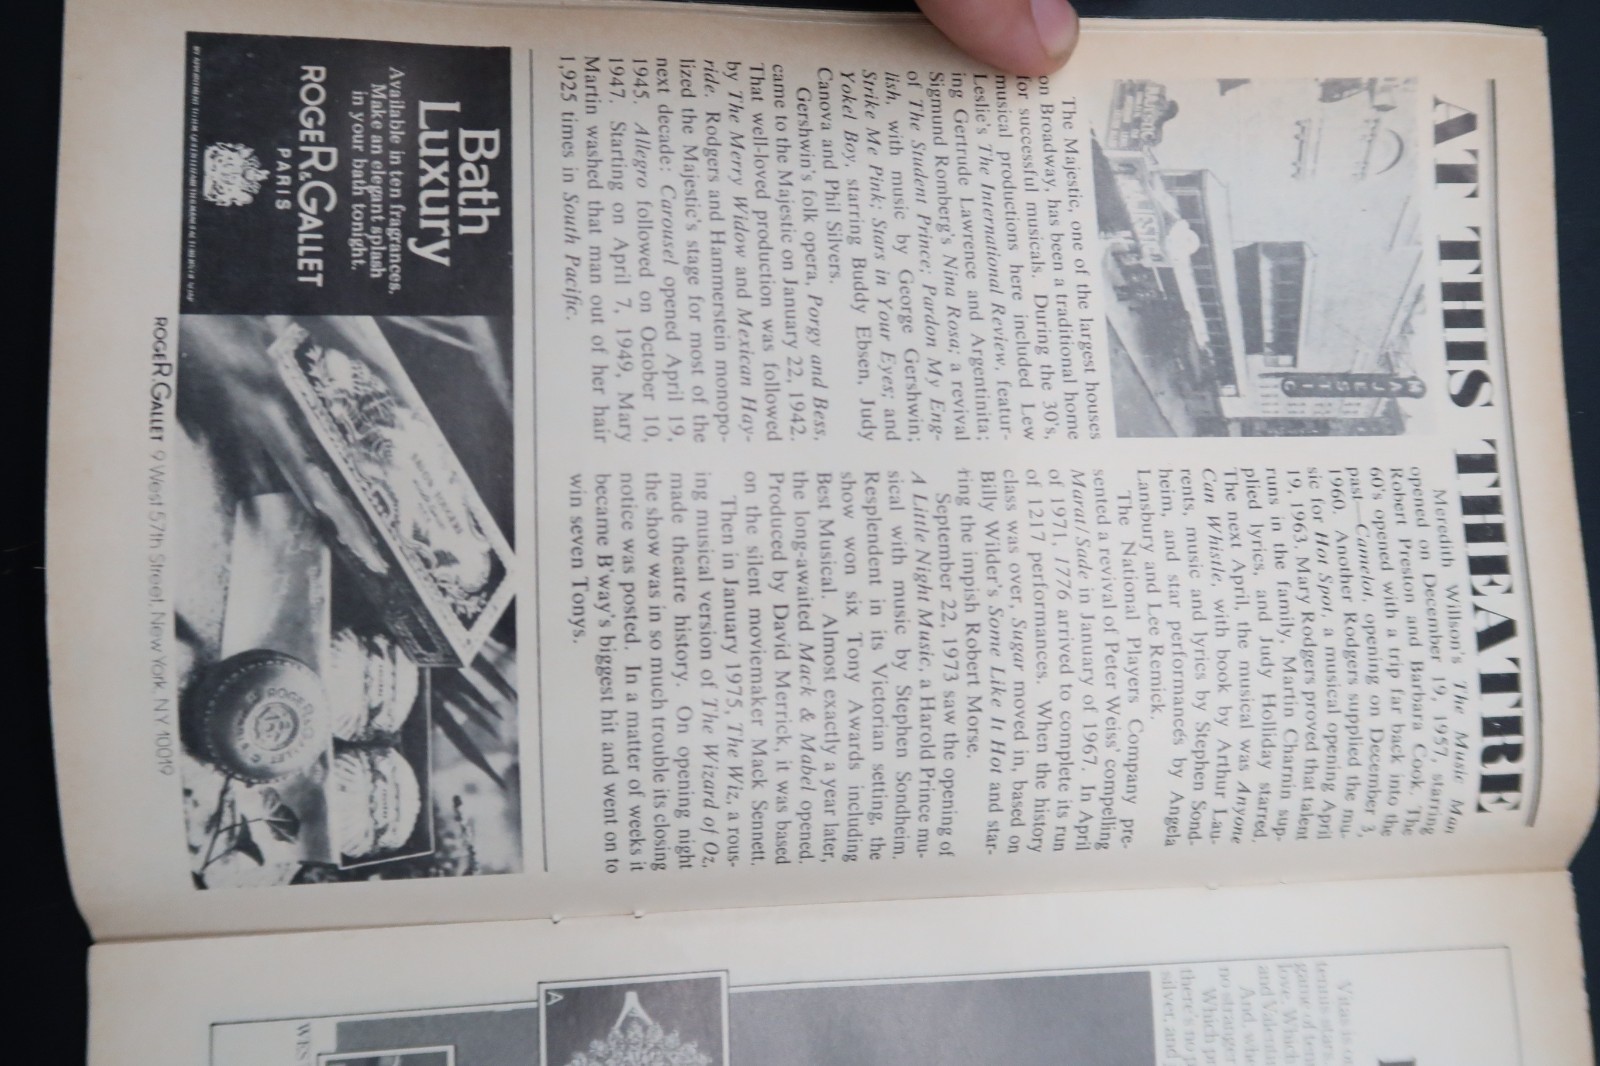 AT THIS THEATRE
MAJESTIC
The Majestic, one of the largest houses
on Broadway, has been a traditional home
for successful musicals. During the 30's,
musical productions here included Lew
Leslie's The International Review, featur-
ing Gertrude Lawrence and Argentinita;
Sigmund Romberg's Nina Rosa; a revival
of The Student Prince; Pardon My Eng-
lish, with music by George Gershwin;
Strike Me Pink; Stars in Your Eyes; and
Yokel Boy, starring Buddy Ebsen, Judy
Canova and Phil Silvers.
Gershwin's folk opera, Porgy and Bess,
came to the Majestic on January 22, 1942.
That well-loved production was followed
by The Merry Widow and Mexican Hay-
ride. Rodgers and Hammerstein monopo-
lized the Majestic's stage for most of the
next decade: Carousel opened April 19,
1945. Allegro followed on October 10,
1947. Starting on April 7, 1949, Mary
Martin washed that man out of her hair
1,925 times in South Pacific.
Meredith Willson's The Music Man
opened on December 19, 1957, starring
Robert Preston and Barbara Cook. The
60's opened with a trip far back into the
past—Camelot, opening on December 3,
1960. Another Rodgers supplied the mu-
sic for Hot Spot, a musical opening April
19, 1963. Mary Rodgers proved that talent
runs in the family, Martin Charnin sup-
plied lyrics, and Judy Holiday starred.
The next April, the musical was Anyone
Can Whistle, with book by Arthur Lau-
rents, music and lyrics by Stephen Sond-
heim, and star performances by Angela
Lansbury and Lee Remick.
The National Players Company pre-
sented a revival of Peter Weiss' compelling
Marat/Sade in January of 1967. In April
of 1971, 1776 arrived to complete its run
of 1217 performances. When the history
class was over, Sugar moved in, based on
Billy Wilder's Some Like It Hot and star-
ring the impish Robert Morse.
September 22, 1973 saw the opening of
A Little Night Music, a Harold Prince mu-
sical with music by Stephen Sondheim.
Resplendent in its Victorian setting, the
show won six Tony Awards including
Best Musical. Almost exactly a year later,
the long-awaited Mack & Mabel opened.
Produced by David Merrick, it was based
on the silent moviemaker Mack Sennett.
Then in January 1975, The Wiz, a rous-
ing musical version of The Wizard of Oz,
made theatre history. On opening night
the show was in so much trouble its closing
notice was posted. In a matter of weeks it
became B'way's biggest hit and went on to
win seven Tonys.
Bath
Luxury
Available in ten fragrances.
Make an elegant splash
in your bath tonight.
ROGER & GALLET
PARIS
ROGER & GALLET 9 West 57th Street, New York, NY 10019
A
WES